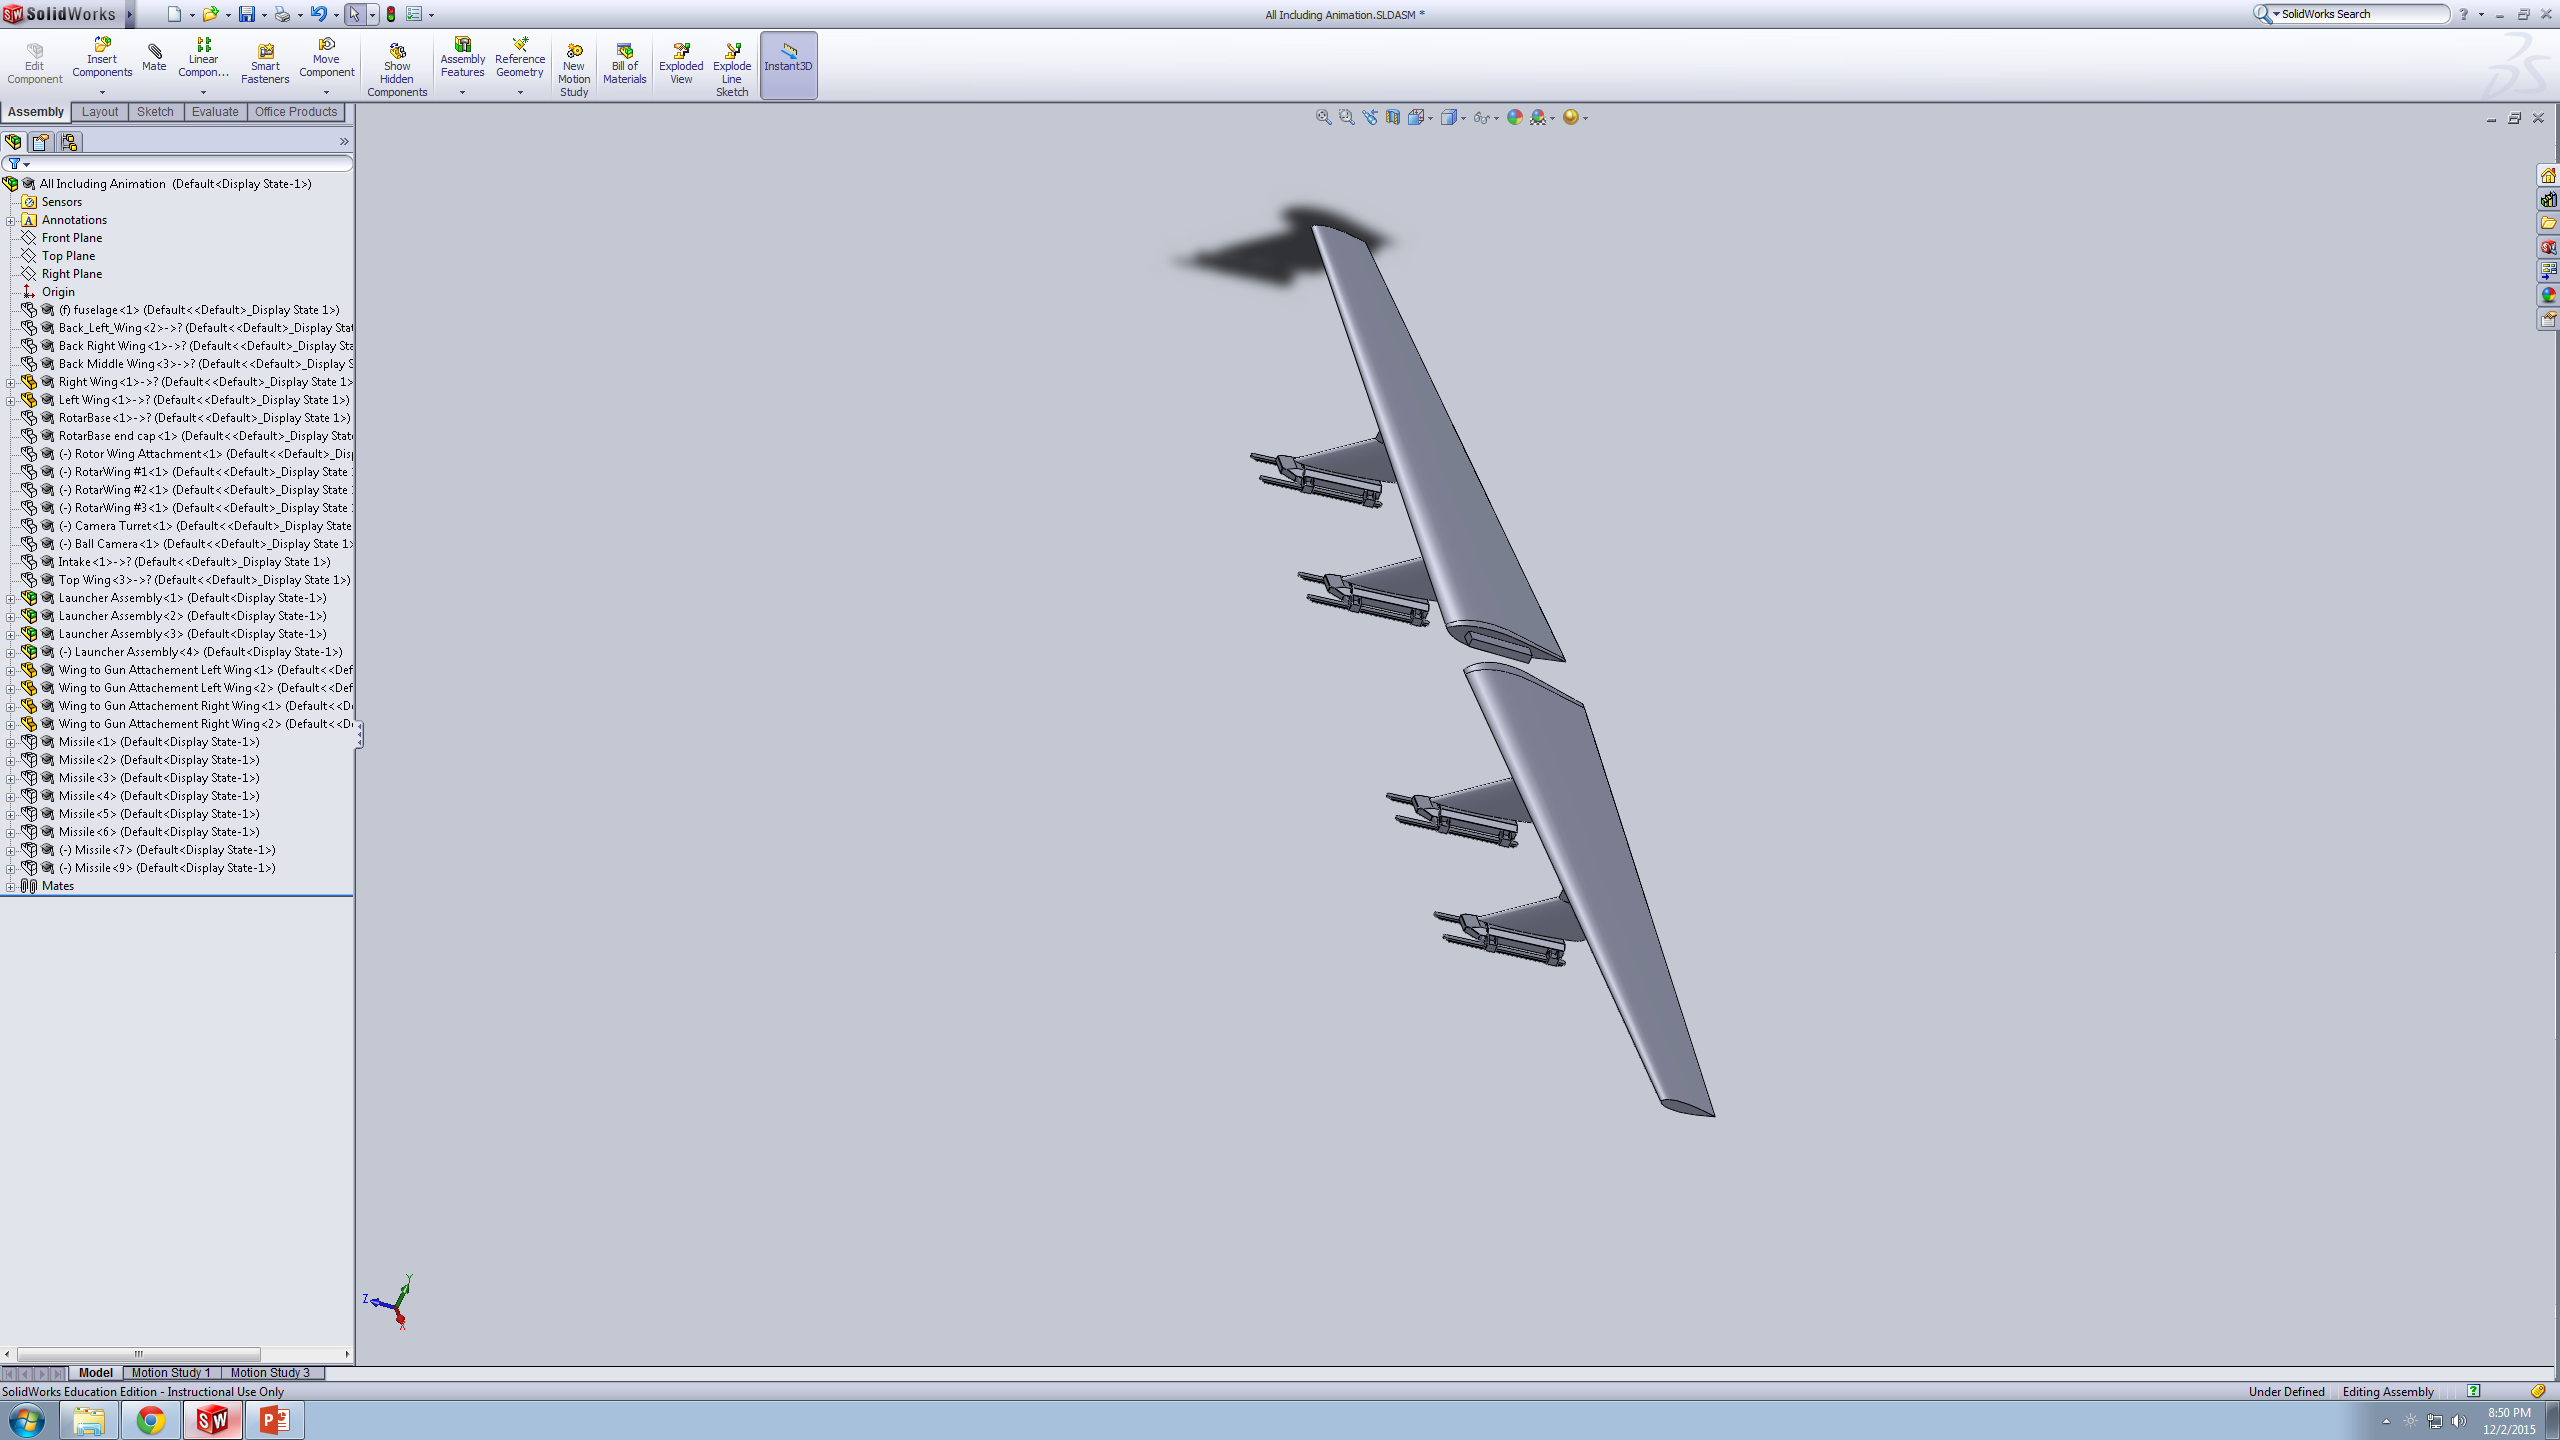 SolidWorks
All Including Animation.SLDASM *
SolidWorks Search
Edit Component
Insert Components
Mate
Linear Compon...
Smart Fasteners
Move Component
Show Hidden Components
Assembly Features
Reference Geometry
New Motion Study
Bill of Materials
Exploded View
Explode Line Sketch
Instant3D
Assembly Layout Sketch Evaluate Office Products
All Including Animation (Default<Display State-1>)
Sensors
Annotations
Front Plane
Top Plane
Right Plane
Origin
(f) fuselage<1> (Default<<Default>_Display State 1>)
Back_Left_Wing<2>->? (Default<<Default>_Display Stat
Back Right Wing<1>->? (Default<<Default>_Display Sta
Back Middle Wing<3>->? (Default<<Default>_Display S
Right Wing<1>->? (Default<<Default>_Display State 1>
Left Wing<1>->? (Default<<Default>_Display State 1>)
RotarBase<1>->? (Default<<Default>_Display State 1>)
RotarBase end cap<1> (Default<<Default>_Display Stat
(-) Rotor Wing Attachment<1> (Default<<Default>_Disp
(-) RotarWing #1<1> (Default<<Default>_Display State
(-) RotarWing #2<1> (Default<<Default>_Display State
(-) RotarWing #3<1> (Default<<Default>_Display State
(-) Camera Turret<1> (Default<<Default>_Display State
(-) Ball Camera<1> (Default<<Default>_Display State 1>
Intake<1>->? (Default<<Default>_Display State 1>)
Top Wing<3>->? (Default<<Default>_Display State 1>)
Launcher Assembly<1> (Default<Display State-1>)
Launcher Assembly<2> (Default<Display State-1>)
Launcher Assembly<3> (Default<Display State-1>)
(-) Launcher Assembly<4> (Default<Display State-1>)
Wing to Gun Attachement Left Wing<1> (Default<<Def
Wing to Gun Attachement Left Wing<2> (Default<<Def
Wing to Gun Attachement Right Wing<1> (Default<<D
Wing to Gun Attachement Right Wing<2> (Default<<D
Missile<1> (Default<Display State-1>)
Missile<2> (Default<Display State-1>)
Missile<3> (Default<Display State-1>)
Missile<4> (Default<Display State-1>)
Missile<5> (Default<Display State-1>)
Missile<6> (Default<Display State-1>)
(-) Missile<7> (Default<Display State-1>)
(-) Missile<9> (Default<Display State-1>)
Mates
Y
Z
X
Model Motion Study 1 Motion Study 3
SolidWorks Education Edition - Instructional Use Only
Under Defined Editing Assembly
8:50 PM
12/2/2015